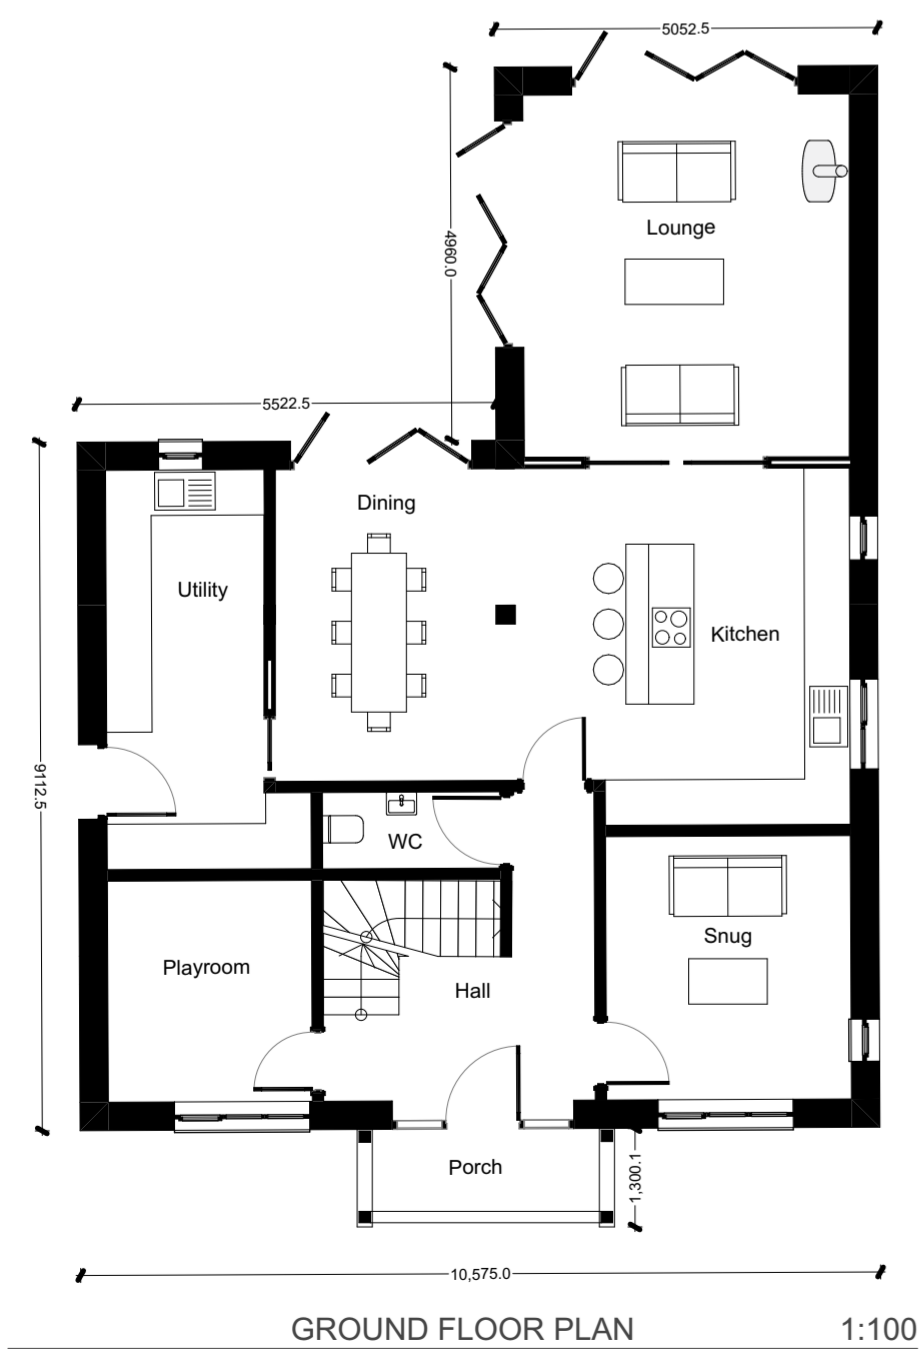 5052.5
Lounge
4960.0
5522.5
Dining
Utility
Kitchen
9112.5
WC
Snug
Playroom
Hall
Porch
1,300.1
10,575.0
GROUND FLOOR PLAN 1:100